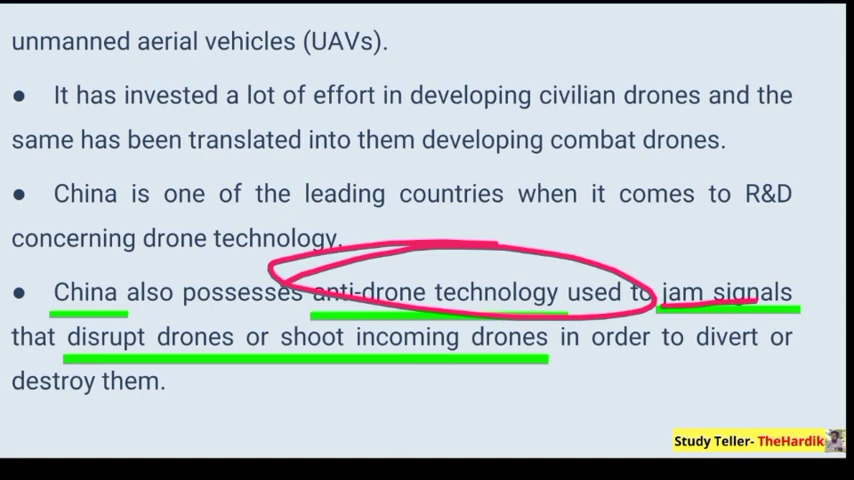 unmanned aerial vehicles (UAVs).
● It has invested a lot of effort in developing civilian drones and the
same has been translated into them developing combat drones.
● China is one of the leading countries when it comes to R&D
concerning drone technology.
● China also possesses anti-drone technology used to jam signals
that disrupt drones or shoot incoming drones in order to divert or
destroy them.
Study Teller- TheHardik